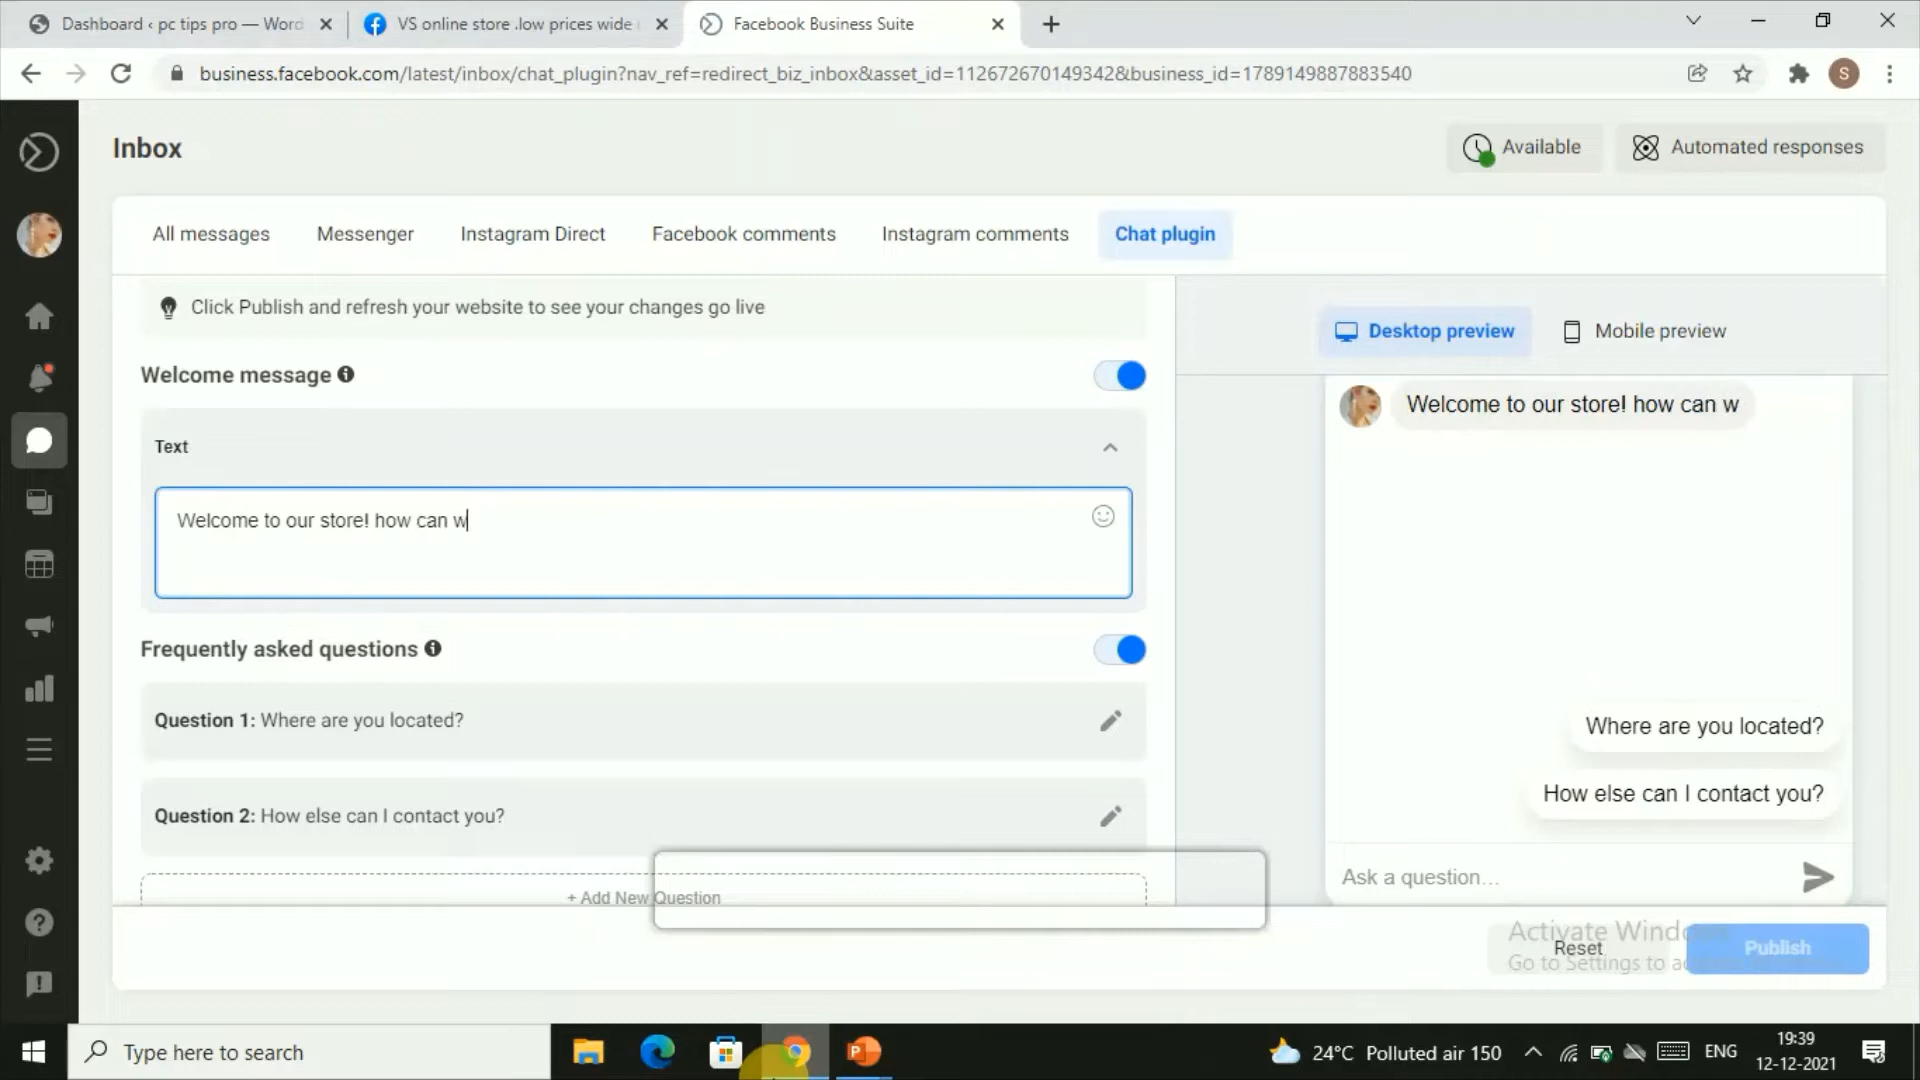 Dashboard ‹ pc tips pro — Word
VS online store .low prices wide
Facebook Business Suite
business.facebook.com/latest/inbox/chat_plugin?nav_ref=redirect_biz_inbox&asset_id=112672670149342&business_id=1789149887883540
S
Inbox
Available
Automated responses
All messages
Messenger
Instagram Direct
Facebook comments
Instagram comments
Chat plugin
Click Publish and refresh your website to see your changes go live
Desktop preview
Mobile preview
Welcome message
Welcome to our store! how can w
Text
Welcome to our store! how can w
Frequently asked questions
Question 1: Where are you located?
Where are you located?
Question 2: How else can I contact you?
How else can I contact you?
Ask a question...
+ Add New Question
Activate Windo
Go to Settings to a
Reset
Publish
Type here to search
24°C Polluted air 150
ENG
19:39
12-12-2021